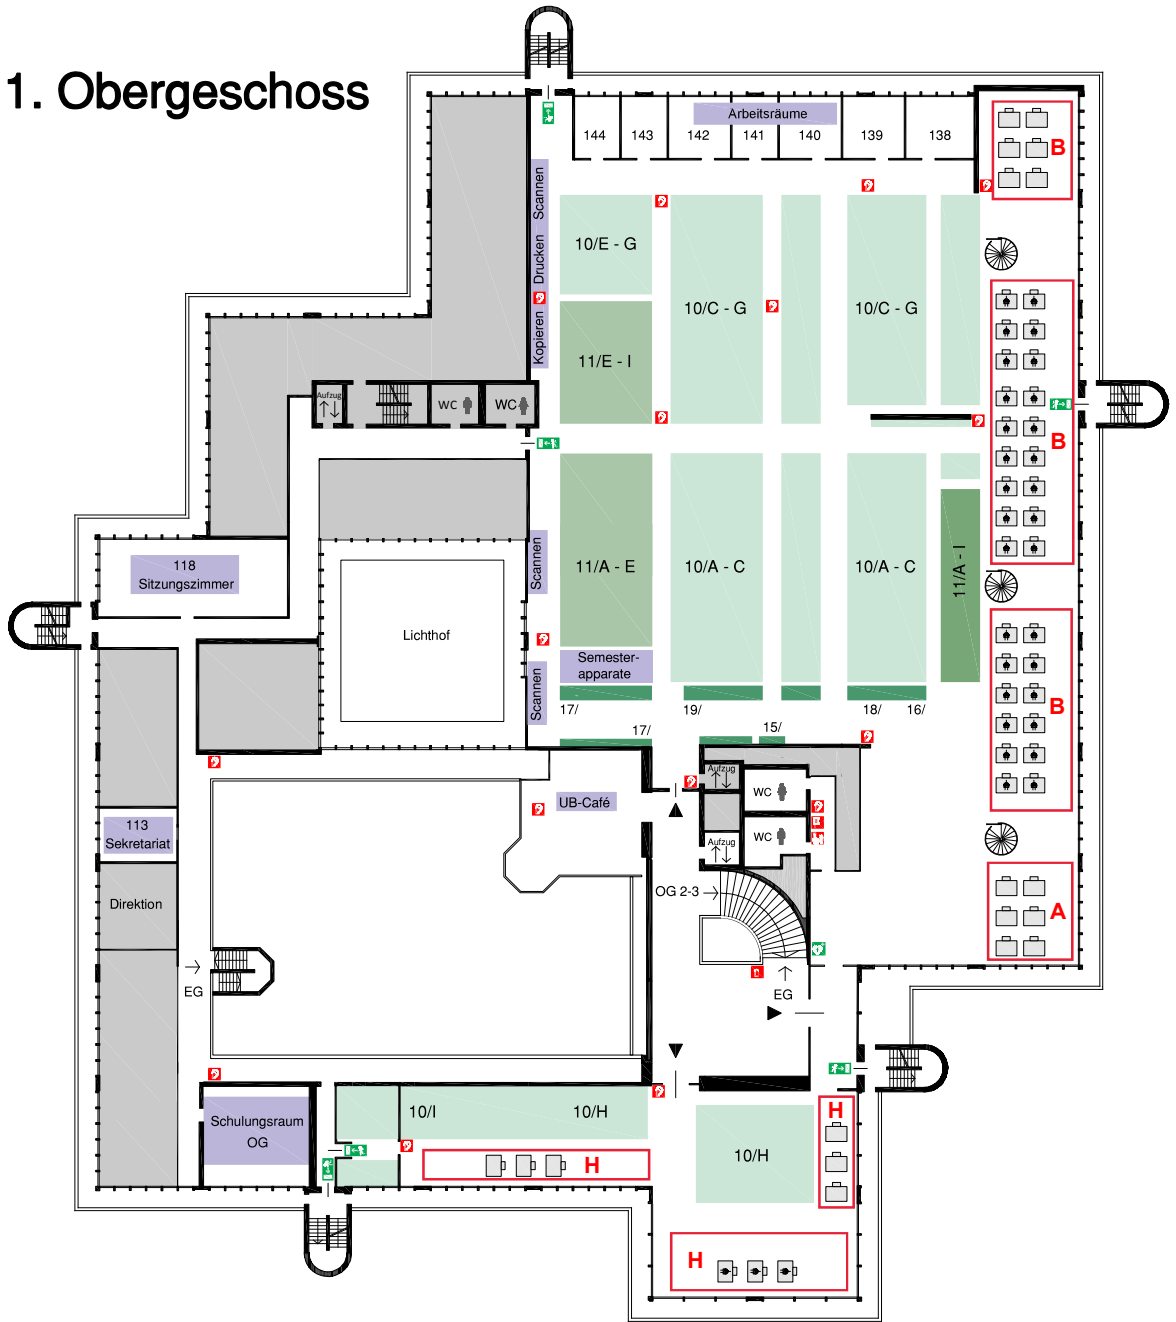 1. Obergeschoss
Arbeitsräume
144 143 142 141 140 139 138
B
Scannen
Drucken
Kopieren
10/E - G
10/C - G
10/C - G
11/E - I
Aufzug
WC
WC
B
Scannen
11/A - E
10/A - C
10/A - C
11/A - I
118
Sitzungszimmer
Lichthof
Semester-
apparate
Scannen
B
17/
19/
18/
16/
17/
15/
Aufzug
WC
UB-Café
113
Sekretariat
WC
Aufzug
OG 2-3
Direktion
A
EG
EG
10/I
10/H
H
Schulungsraum
OG
10/H
H
H